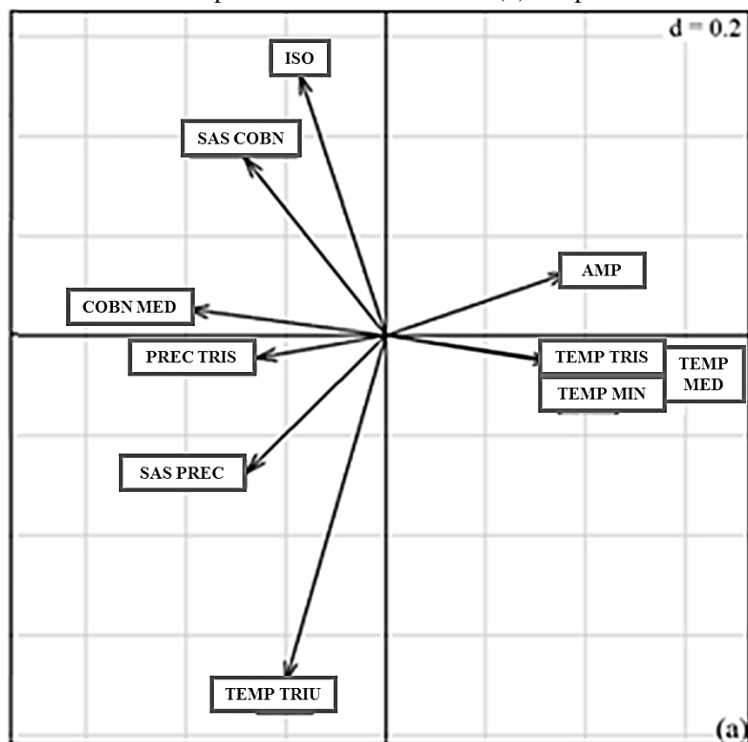 d = 0.2
ISO
SAS COBN
AMP
COBN MED
PREC TRIS
TEMP TRIS
TEMP
MED
TEMP MIN
SAS PREC
TEMP TRIU
(a)